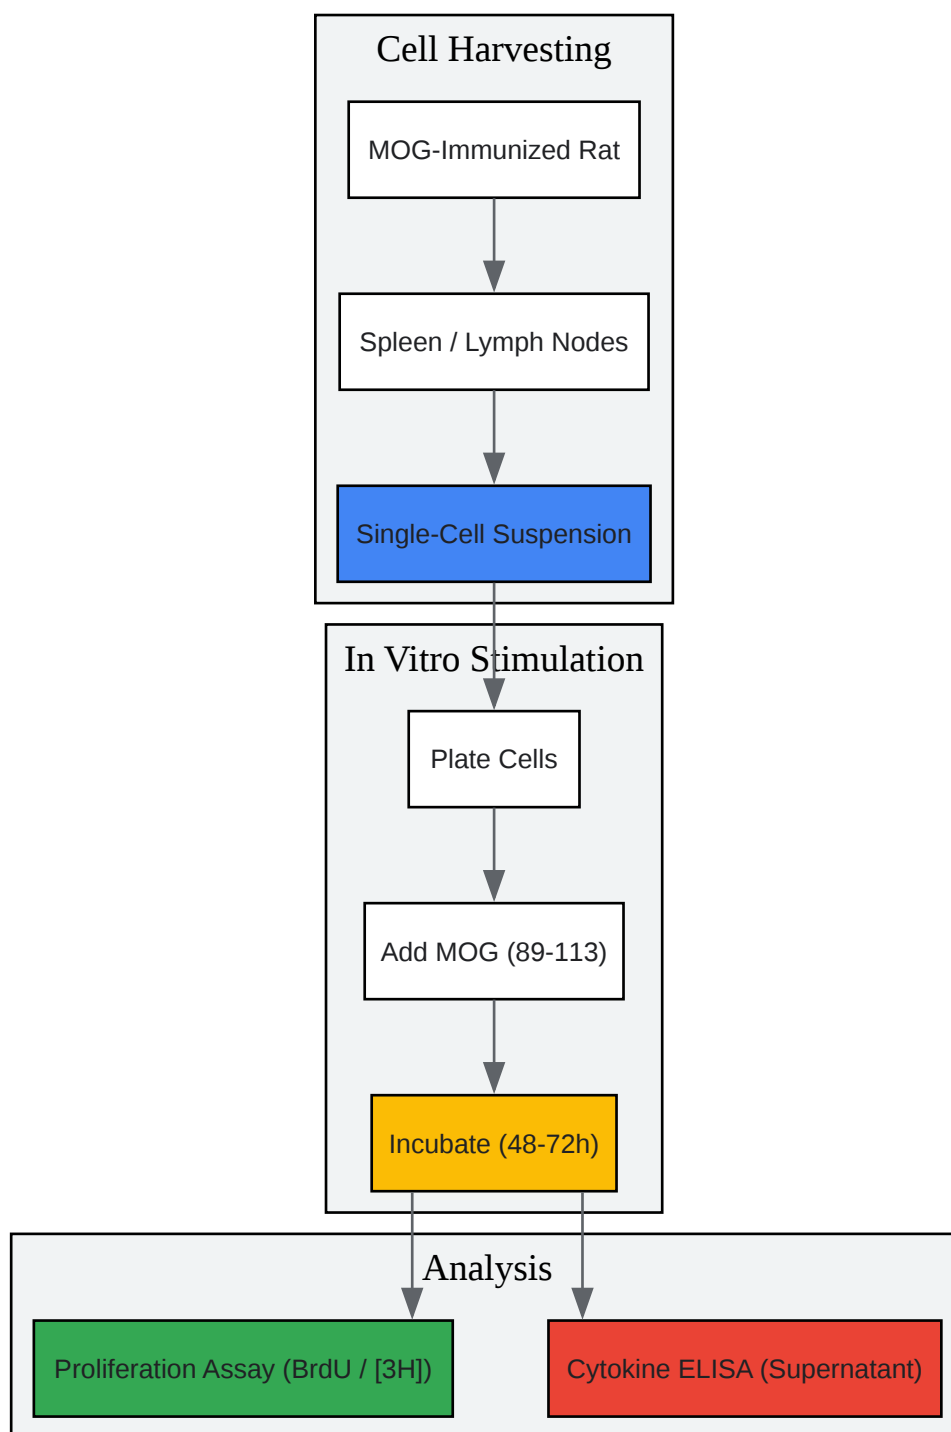 Cell Harvesting
MOG-Immunized Rat
Spleen / Lymph Nodes
Single-Cell Suspension
In Vitro Stimulation
Plate Cells
Add MOG (89-113)
Incubate (48-72h)
Analysis
Proliferation Assay (BrdU / [3H])
Cytokine ELISA (Supernatant)